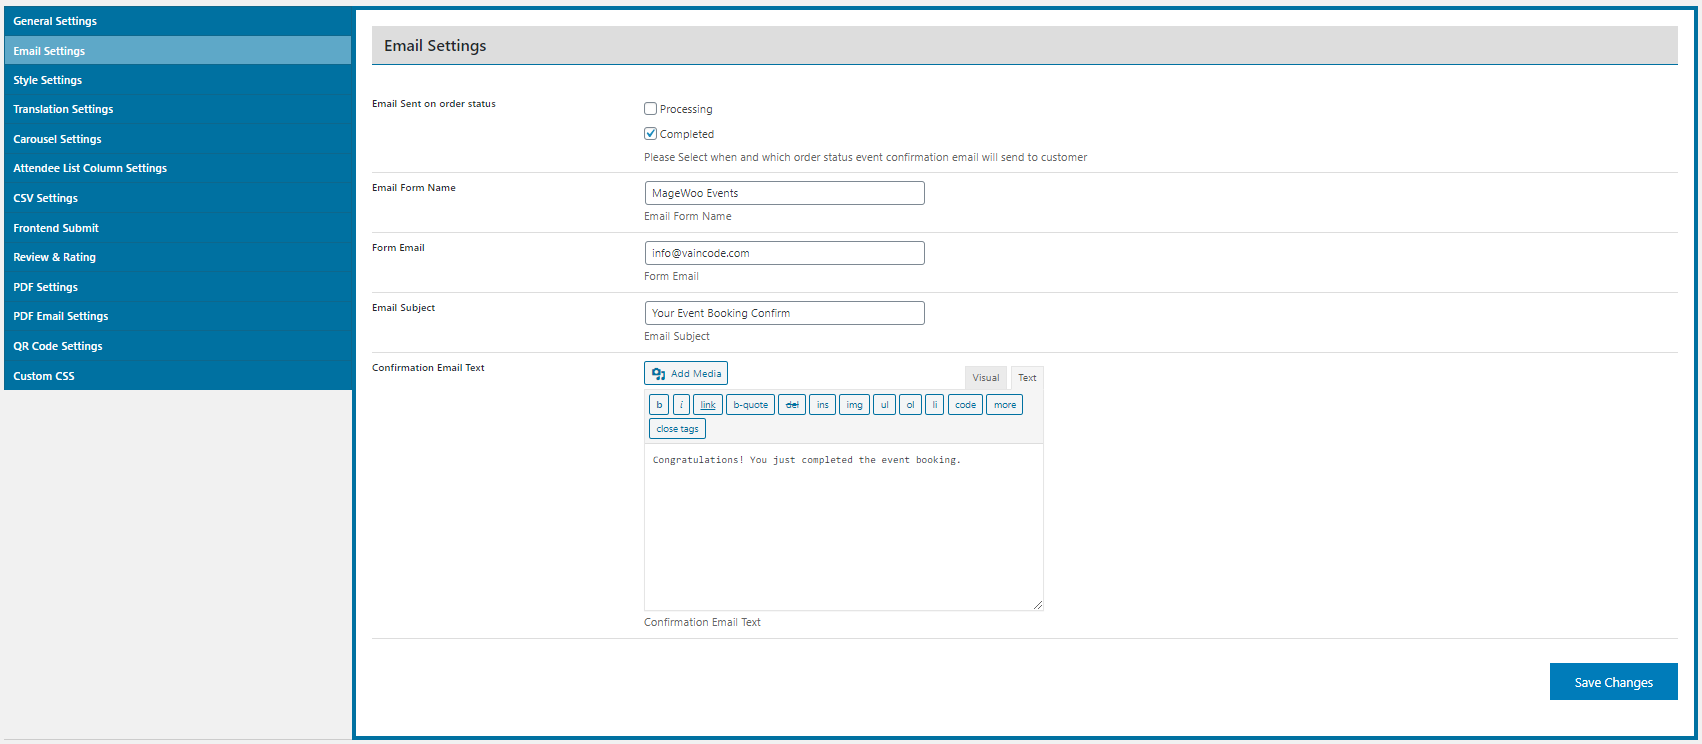 General Settings
Email Settings
Style Settings
Translation Settings
Carousel Settings
Attendee List Column Settings
CSV Settings
Frontend Submit
Review & Rating
PDF Settings
PDF Email Settings
QR Code Settings
Custom CSS
Email Settings
Email Sent on order status
Processing
Completed
Please Select when and which order status event confirmation email will send to customer
Email Form Name
MageWoo Events
Email Form Name
Form Email
info@vaincode.com
Form Email
Email Subject
Your Event Booking Confirm
Email Subject
Confirmation Email Text
Add Media
Visual Text
b i link b-quote del ins img ul ol li code more
close tags
Congratulations! You just completed the event booking.
Confirmation Email Text
Save Changes